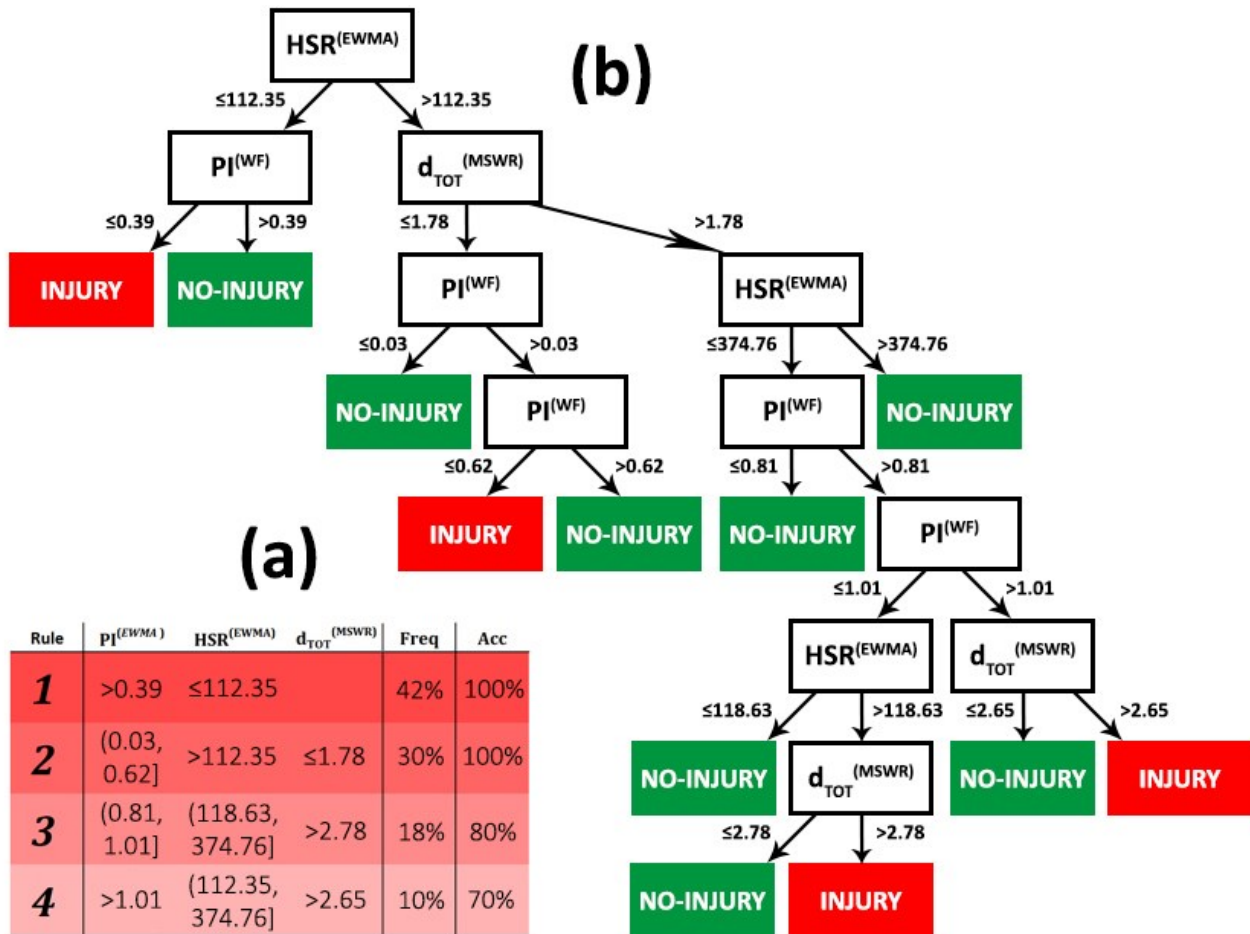 HSR(EWMA)
(b)
≤112.35 >112.35
PI(WF) dTOT(MSWR)
≤0.39 >0.39 ≤1.78 >1.78
INJURY NO-INJURY PI(WF) HSR(EWMA)
≤0.03 >0.03 ≤374.76 >374.76
NO-INJURY PI(WF) PI(WF) NO-INJURY
≤0.62 >0.62 ≤0.81 >0.81
INJURY NO-INJURY NO-INJURY PI(WF)
≤1.01 >1.01
HSR(EWMA) dTOT(MSWR)
≤118.63 >118.63 ≤2.65 >2.65
NO-INJURY dTOT(MSWR) NO-INJURY INJURY
≤2.78 >2.78
NO-INJURY INJURY
(a)
Rule PI(EWMA) HSR(EWMA) dTOT(MSWR) Freq Acc
1 >0.39 ≤112.35 42% 100%
2 (0.03, 0.62] >112.35 ≤1.78 30% 100%
3 (0.81, 1.01] (118.63, 374.76] >2.78 18% 80%
4 >1.01 (112.35, 374.76] >2.65 10% 70%